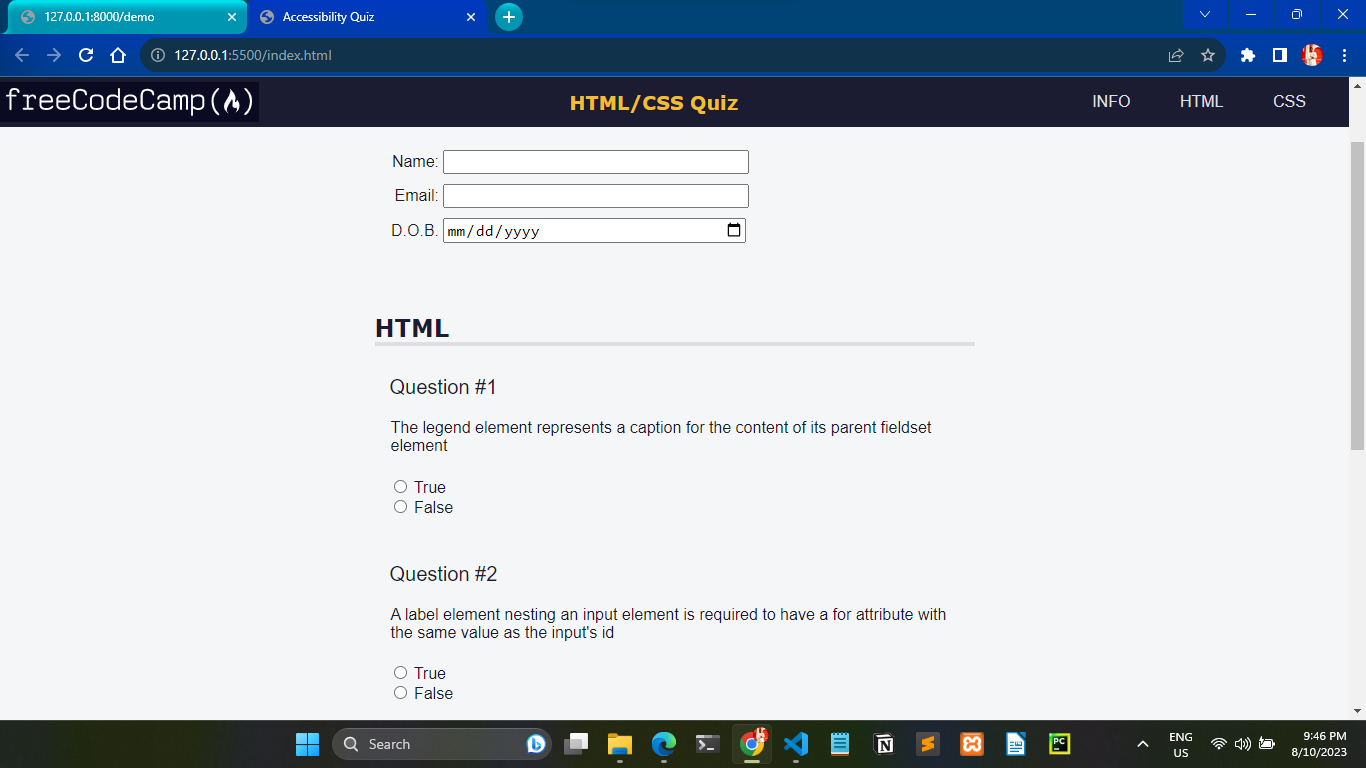 127.0.0.1:8000/demo
Accessibility Quiz
127.0.0.1:5500/index.html
freeCodeCamp
HTML/CSS Quiz
INFO
HTML
CSS
Name:
Email:
D.O.B.
mm/dd/yyyy
HTML
Question #1
The legend element represents a caption for the content of its parent fieldset
element
True
False
Question #2
A label element nesting an input element is required to have a for attribute with
the same value as the input's id
True
False
Search
PC
ENG
US
9:46 PM
8/10/2023